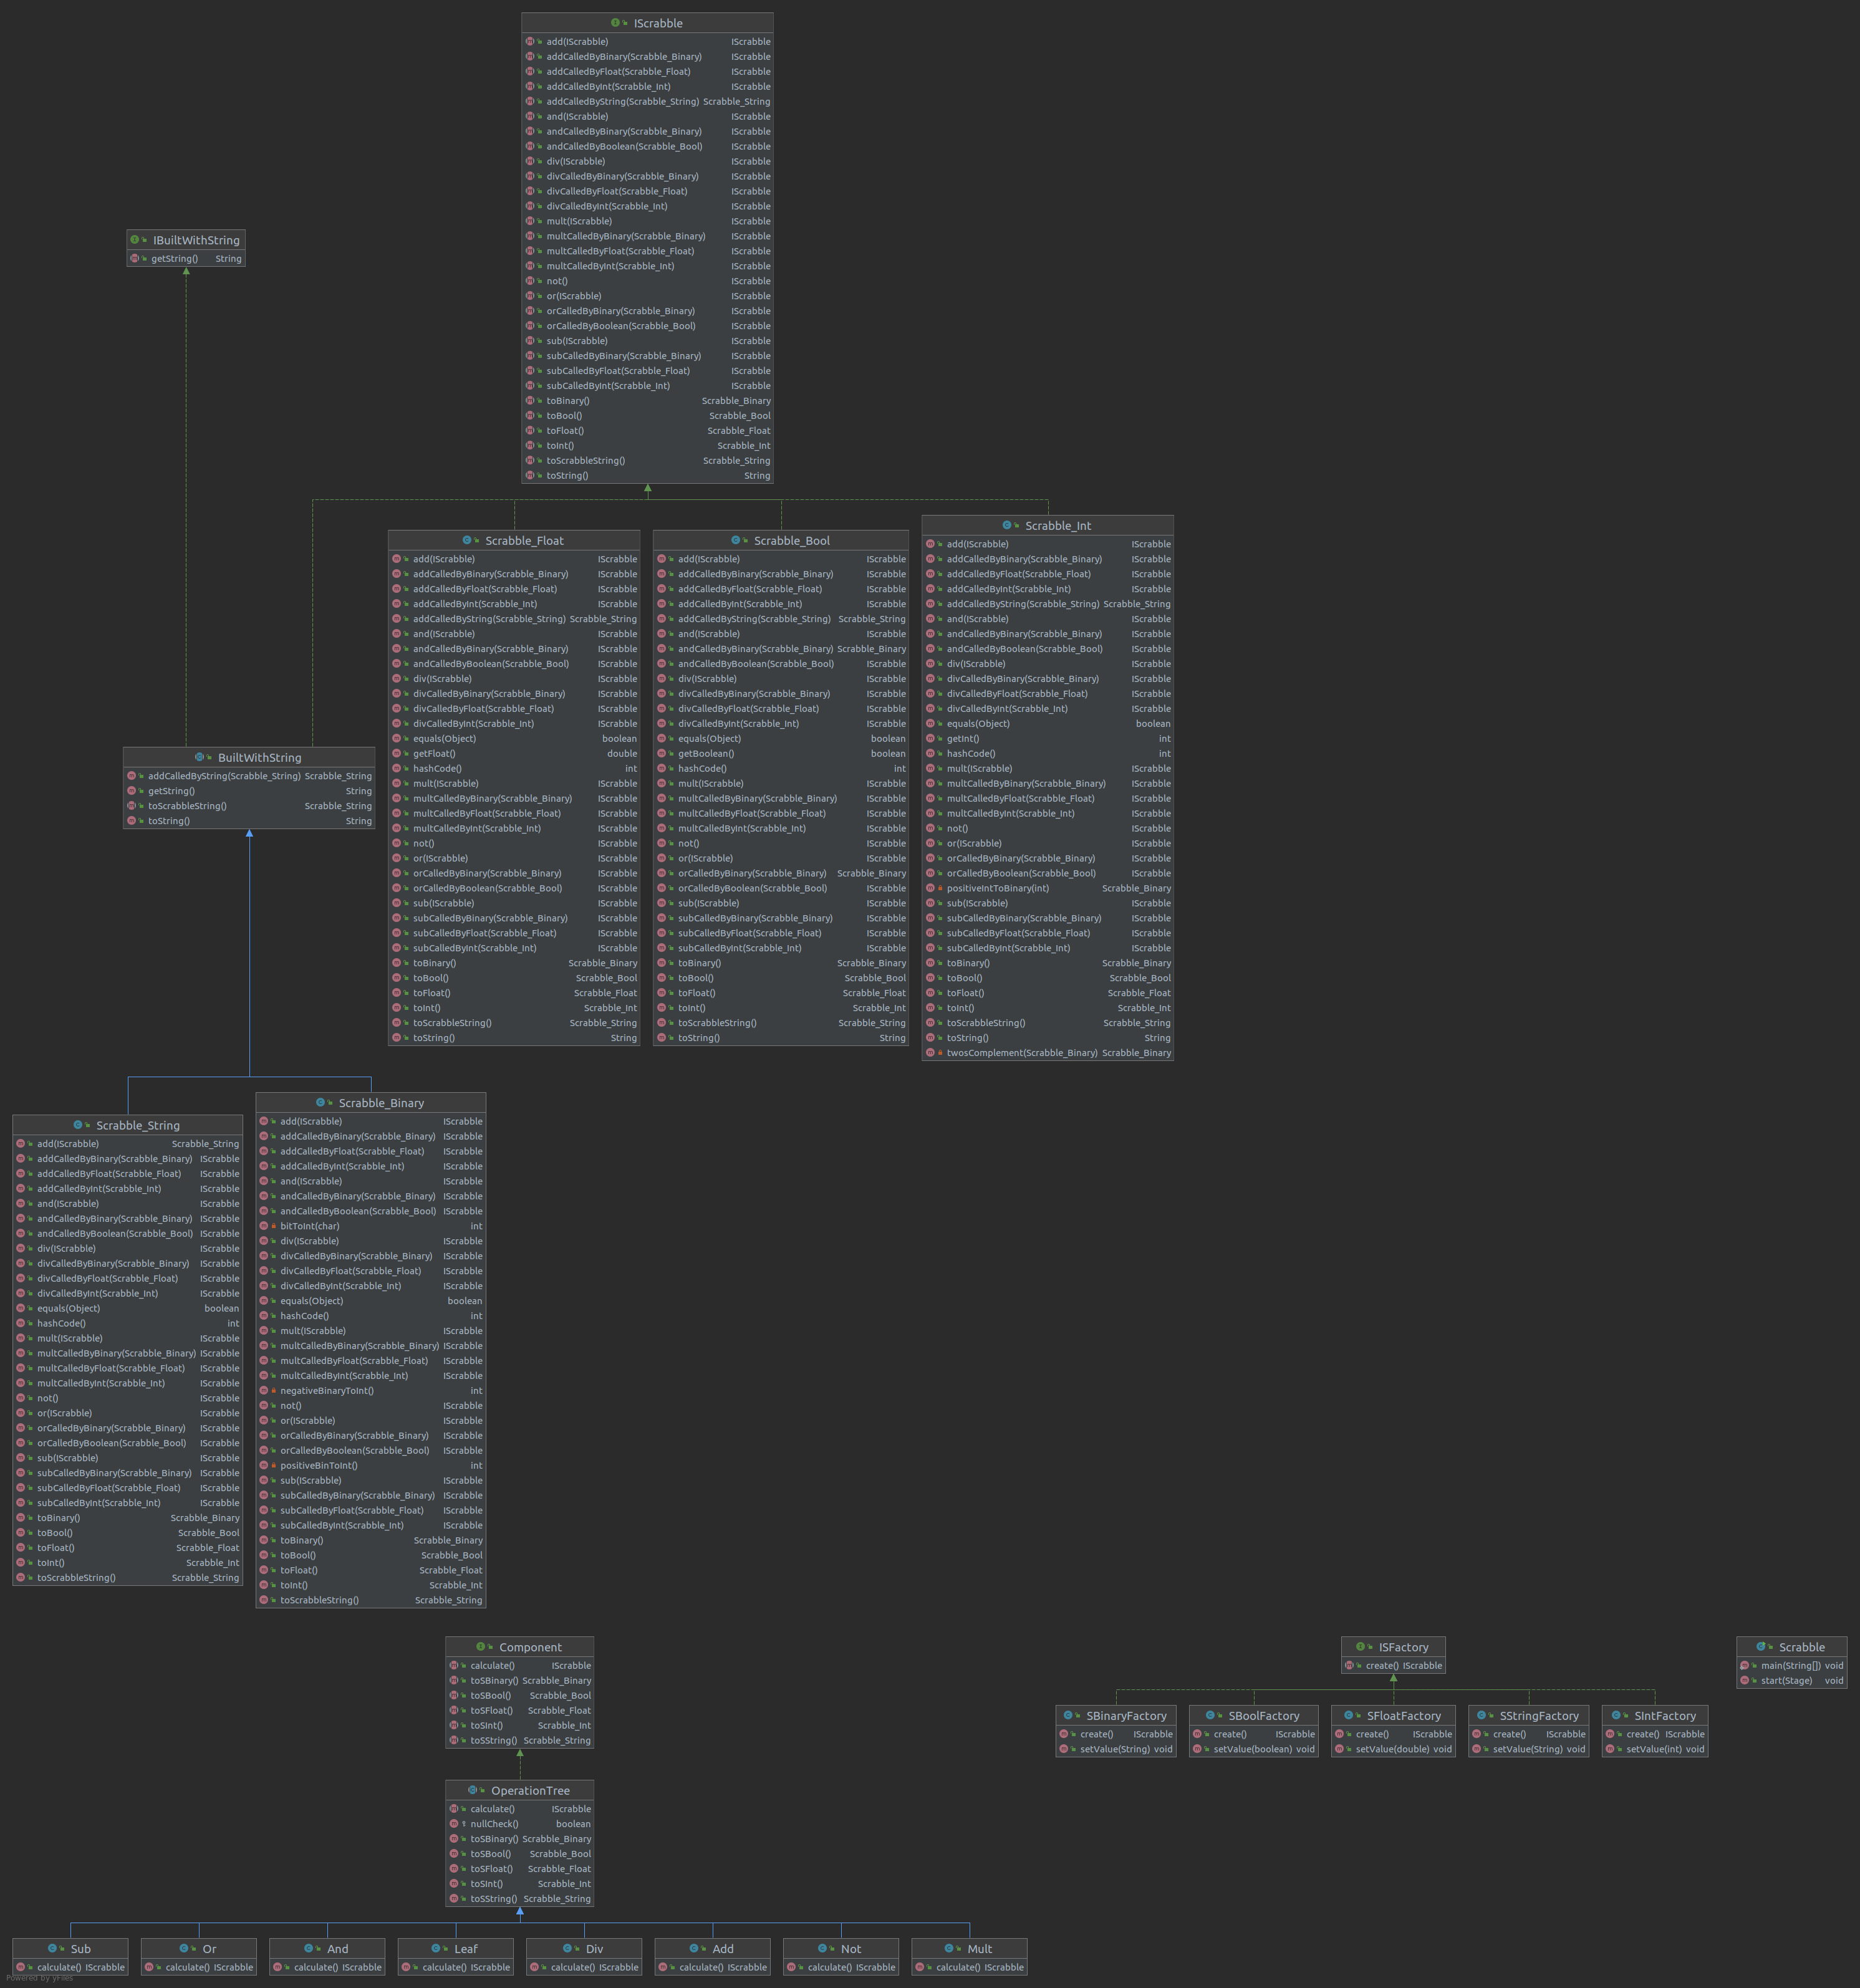 IScrabble
add(IScrabble) IScrabble
addCalledByBinary(Scrabble_Binary) IScrabble
addCalledByFloat(Scrabble_Float) IScrabble
addCalledByInt(Scrabble_Int) IScrabble
addCalledByString(Scrabble_String) Scrabble_String
and(IScrabble) IScrabble
andCalledByBinary(Scrabble_Binary) IScrabble
andCalledByBoolean(Scrabble_Bool) IScrabble
div(IScrabble) IScrabble
divCalledByBinary(Scrabble_Binary) IScrabble
divCalledByFloat(Scrabble_Float) IScrabble
divCalledByInt(Scrabble_Int) IScrabble
mult(IScrabble) IScrabble
multCalledByBinary(Scrabble_Binary) IScrabble
multCalledByFloat(Scrabble_Float) IScrabble
multCalledByInt(Scrabble_Int) IScrabble
not() IScrabble
or(IScrabble) IScrabble
orCalledByBinary(Scrabble_Binary) IScrabble
orCalledByBoolean(Scrabble_Bool) IScrabble
sub(IScrabble) IScrabble
subCalledByBinary(Scrabble_Binary) IScrabble
subCalledByFloat(Scrabble_Float) IScrabble
subCalledByInt(Scrabble_Int) IScrabble
toBinary() Scrabble_Binary
toBool() Scrabble_Bool
toFloat() Scrabble_Float
toInt() Scrabble_Int
toScrabbleString() Scrabble_String
toString() String
IBuiltWithString
getString() String
Scrabble_Float
add(IScrabble) IScrabble
addCalledByBinary(Scrabble_Binary) IScrabble
addCalledByFloat(Scrabble_Float) IScrabble
addCalledByInt(Scrabble_Int) IScrabble
addCalledByString(Scrabble_String) Scrabble_String
and(IScrabble) IScrabble
andCalledByBinary(Scrabble_Binary) IScrabble
andCalledByBoolean(Scrabble_Bool) IScrabble
div(IScrabble) IScrabble
divCalledByBinary(Scrabble_Binary) IScrabble
divCalledByFloat(Scrabble_Float) IScrabble
divCalledByInt(Scrabble_Int) IScrabble
equals(Object) boolean
getFloat() double
hashCode() int
mult(IScrabble) IScrabble
multCalledByBinary(Scrabble_Binary) IScrabble
multCalledByFloat(Scrabble_Float) IScrabble
multCalledByInt(Scrabble_Int) IScrabble
not() IScrabble
or(IScrabble) IScrabble
orCalledByBinary(Scrabble_Binary) IScrabble
orCalledByBoolean(Scrabble_Bool) IScrabble
sub(IScrabble) IScrabble
subCalledByBinary(Scrabble_Binary) IScrabble
subCalledByFloat(Scrabble_Float) IScrabble
subCalledByInt(Scrabble_Int) IScrabble
toBinary() Scrabble_Binary
toBool() Scrabble_Bool
toFloat() Scrabble_Float
toInt() Scrabble_Int
toScrabbleString() Scrabble_String
toString() String
Scrabble_Bool
add(IScrabble) IScrabble
addCalledByBinary(Scrabble_Binary) IScrabble
addCalledByFloat(Scrabble_Float) IScrabble
addCalledByInt(Scrabble_Int) IScrabble
addCalledByString(Scrabble_String) Scrabble_String
and(IScrabble) IScrabble
andCalledByBinary(Scrabble_Binary) Scrabble_Binary
andCalledByBoolean(Scrabble_Bool) IScrabble
div(IScrabble) IScrabble
divCalledByBinary(Scrabble_Binary) IScrabble
divCalledByFloat(Scrabble_Float) IScrabble
divCalledByInt(Scrabble_Int) IScrabble
equals(Object) boolean
getBoolean() boolean
hashCode() int
mult(IScrabble) IScrabble
multCalledByBinary(Scrabble_Binary) IScrabble
multCalledByFloat(Scrabble_Float) IScrabble
multCalledByInt(Scrabble_Int) IScrabble
not() IScrabble
or(IScrabble) IScrabble
orCalledByBinary(Scrabble_Binary) Scrabble_Binary
orCalledByBoolean(Scrabble_Bool) IScrabble
sub(IScrabble) IScrabble
subCalledByBinary(Scrabble_Binary) IScrabble
subCalledByFloat(Scrabble_Float) IScrabble
subCalledByInt(Scrabble_Int) IScrabble
toBinary() Scrabble_Binary
toBool() Scrabble_Bool
toFloat() Scrabble_Float
toInt() Scrabble_Int
toScrabbleString() Scrabble_String
toString() String
Scrabble_Int
add(IScrabble) IScrabble
addCalledByBinary(Scrabble_Binary) IScrabble
addCalledByFloat(Scrabble_Float) IScrabble
addCalledByInt(Scrabble_Int) IScrabble
addCalledByString(Scrabble_String) Scrabble_String
and(IScrabble) IScrabble
andCalledByBinary(Scrabble_Binary) IScrabble
andCalledByBoolean(Scrabble_Bool) IScrabble
div(IScrabble) IScrabble
divCalledByBinary(Scrabble_Binary) IScrabble
divCalledByFloat(Scrabble_Float) IScrabble
divCalledByInt(Scrabble_Int) IScrabble
equals(Object) boolean
getInt() int
hashCode() int
mult(IScrabble) IScrabble
multCalledByBinary(Scrabble_Binary) IScrabble
multCalledByFloat(Scrabble_Float) IScrabble
multCalledByInt(Scrabble_Int) IScrabble
not() IScrabble
or(IScrabble) IScrabble
orCalledByBinary(Scrabble_Binary) IScrabble
orCalledByBoolean(Scrabble_Bool) IScrabble
positiveIntToBinary(int) Scrabble_Binary
sub(IScrabble) IScrabble
subCalledByBinary(Scrabble_Binary) IScrabble
subCalledByFloat(Scrabble_Float) IScrabble
subCalledByInt(Scrabble_Int) IScrabble
toBinary() Scrabble_Binary
toBool() Scrabble_Bool
toFloat() Scrabble_Float
toInt() Scrabble_Int
toScrabbleString() Scrabble_String
toString() String
twosComplement(Scrabble_Binary) Scrabble_Binary
BuiltWithString
addCalledByString(Scrabble_String) Scrabble_String
getString() String
toScrabbleString() Scrabble_String
toString() String
Scrabble_String
add(IScrabble) Scrabble_String
addCalledByBinary(Scrabble_Binary) IScrabble
addCalledByFloat(Scrabble_Float) IScrabble
addCalledByInt(Scrabble_Int) IScrabble
and(IScrabble) IScrabble
andCalledByBinary(Scrabble_Binary) IScrabble
andCalledByBoolean(Scrabble_Bool) IScrabble
div(IScrabble) IScrabble
divCalledByBinary(Scrabble_Binary) IScrabble
divCalledByFloat(Scrabble_Float) IScrabble
divCalledByInt(Scrabble_Int) IScrabble
equals(Object) boolean
hashCode() int
mult(IScrabble) IScrabble
multCalledByBinary(Scrabble_Binary) IScrabble
multCalledByFloat(Scrabble_Float) IScrabble
multCalledByInt(Scrabble_Int) IScrabble
not() IScrabble
or(IScrabble) IScrabble
orCalledByBinary(Scrabble_Binary) IScrabble
orCalledByBoolean(Scrabble_Bool) IScrabble
sub(IScrabble) IScrabble
subCalledByBinary(Scrabble_Binary) IScrabble
subCalledByFloat(Scrabble_Float) IScrabble
subCalledByInt(Scrabble_Int) IScrabble
toBinary() Scrabble_Binary
toBool() Scrabble_Bool
toFloat() Scrabble_Float
toInt() Scrabble_Int
toScrabbleString() Scrabble_String
Scrabble_Binary
add(IScrabble) IScrabble
addCalledByBinary(Scrabble_Binary) IScrabble
addCalledByFloat(Scrabble_Float) IScrabble
addCalledByInt(Scrabble_Int) IScrabble
and(IScrabble) IScrabble
andCalledByBinary(Scrabble_Binary) IScrabble
andCalledByBoolean(Scrabble_Bool) IScrabble
bitToInt(char) int
div(IScrabble) IScrabble
divCalledByBinary(Scrabble_Binary) IScrabble
divCalledByFloat(Scrabble_Float) IScrabble
divCalledByInt(Scrabble_Int) IScrabble
equals(Object) boolean
hashCode() int
mult(IScrabble) IScrabble
multCalledByBinary(Scrabble_Binary) IScrabble
multCalledByFloat(Scrabble_Float) IScrabble
multCalledByInt(Scrabble_Int) IScrabble
negativeBinaryToInt() int
not() IScrabble
or(IScrabble) IScrabble
orCalledByBinary(Scrabble_Binary) IScrabble
orCalledByBoolean(Scrabble_Bool) IScrabble
positiveBinToInt() int
sub(IScrabble) IScrabble
subCalledByBinary(Scrabble_Binary) IScrabble
subCalledByFloat(Scrabble_Float) IScrabble
subCalledByInt(Scrabble_Int) IScrabble
toBinary() Scrabble_Binary
toBool() Scrabble_Bool
toFloat() Scrabble_Float
toInt() Scrabble_Int
toScrabbleString() Scrabble_String
Component
calculate() IScrabble
toSBinary() Scrabble_Binary
toSBool() Scrabble_Bool
toSFloat() Scrabble_Float
toSInt() Scrabble_Int
toSString() Scrabble_String
ISFactory
create() IScrabble
Scrabble
main(String[]) void
start(Stage) void
SBinaryFactory
create() IScrabble
setValue(String) void
SBoolFactory
create() IScrabble
setValue(boolean) void
SFloatFactory
create() IScrabble
setValue(double) void
SStringFactory
create() IScrabble
setValue(String) void
SIntFactory
create() IScrabble
setValue(int) void
OperationTree
calculate() IScrabble
nullCheck() boolean
toSBinary() Scrabble_Binary
toSBool() Scrabble_Bool
toSFloat() Scrabble_Float
toSInt() Scrabble_Int
toSString() Scrabble_String
Sub
calculate() IScrabble
Or
calculate() IScrabble
And
calculate() IScrabble
Leaf
calculate() IScrabble
Div
calculate() IScrabble
Add
calculate() IScrabble
Not
calculate() IScrabble
Mult
calculate() IScrabble
Powered by yFiles